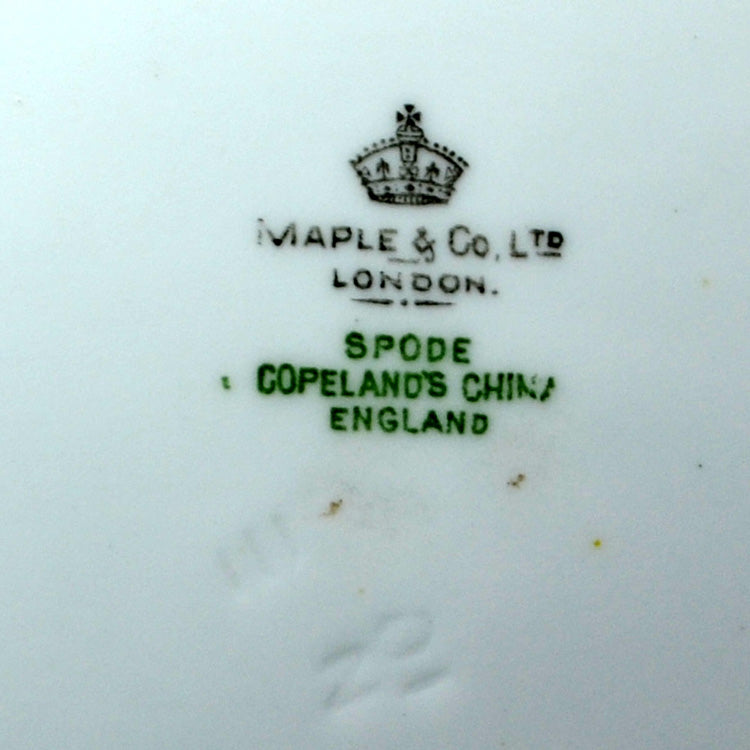 MAPLE & CO, LTD
LONDON.
SPODE
COPELAND'S CHINA
ENGLAND